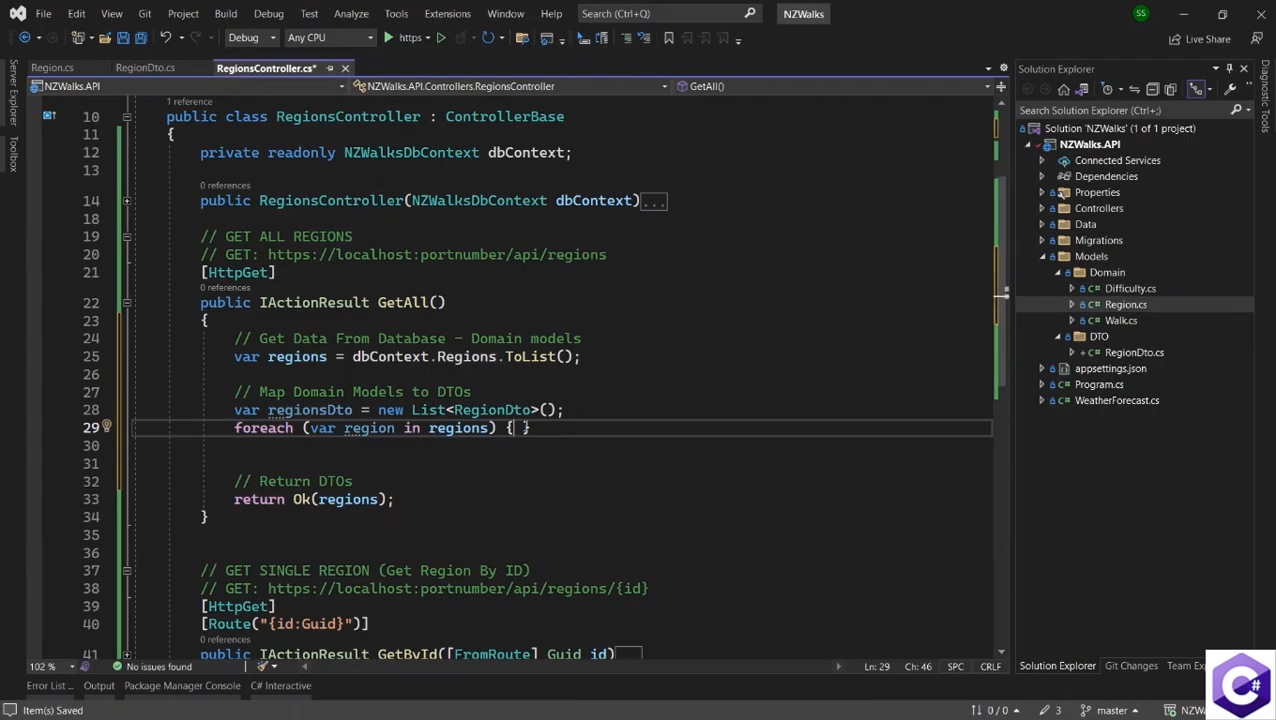 File Edit View Git Project Build Debug Test Analyze Tools Extensions Window Help Search (Ctrl+;) NZWalks SS
Debug Any CPU https Live Share
Region.cs RegionDto.cs RegionsController.cs*
NZWalks.API NZWalks.API.Controllers.RegionsController GetAll()
Server Explorer
Toolbox
1 reference
10 public class RegionsController : ControllerBase
11 {
12 private readonly NZWalksDbContext dbContext;
13
0 references
14 public RegionsController(NZWalksDbContext dbContext)...
18
19 // GET ALL REGIONS
20 // GET: https://localhost:portnumber/api/regions
21 [HttpGet]
0 references
22 public IActionResult GetAll()
23 {
24 // Get Data From Database - Domain models
25 var regions = dbContext.Regions.ToList();
26
27 // Map Domain Models to DTOs
28 var regionsDto = new List<RegionDto>();
29 foreach (var region in regions) { }
30
31
32 // Return DTOs
33 return Ok(regions);
34 }
35
36
37 // GET SINGLE REGION (Get Region By ID)
38 // GET: https://localhost:portnumber/api/regions/{id}
39 [HttpGet]
40 [Route("{id:Guid}")]
0 references
41 public IActionResult GetById([FromRoute] Guid id)...
102 % No issues found Ln: 29 Ch: 46 SPC CRLF
Error List ... Output Package Manager Console C# Interactive
Solution Explorer
Search Solution Explorer (Ctrl+;)
Solution 'NZWalks' (1 of 1 project)
NZWalks.API
Connected Services
Dependencies
Properties
Controllers
Data
Migrations
Models
Domain
Difficulty.cs
Region.cs
Walk.cs
DTO
RegionDto.cs
appsettings.json
Program.cs
WeatherForecast.cs
Solution Explorer Git Changes Team Exp
Diagnostic Tools
Item(s) Saved 0 / 0 3 master
C#